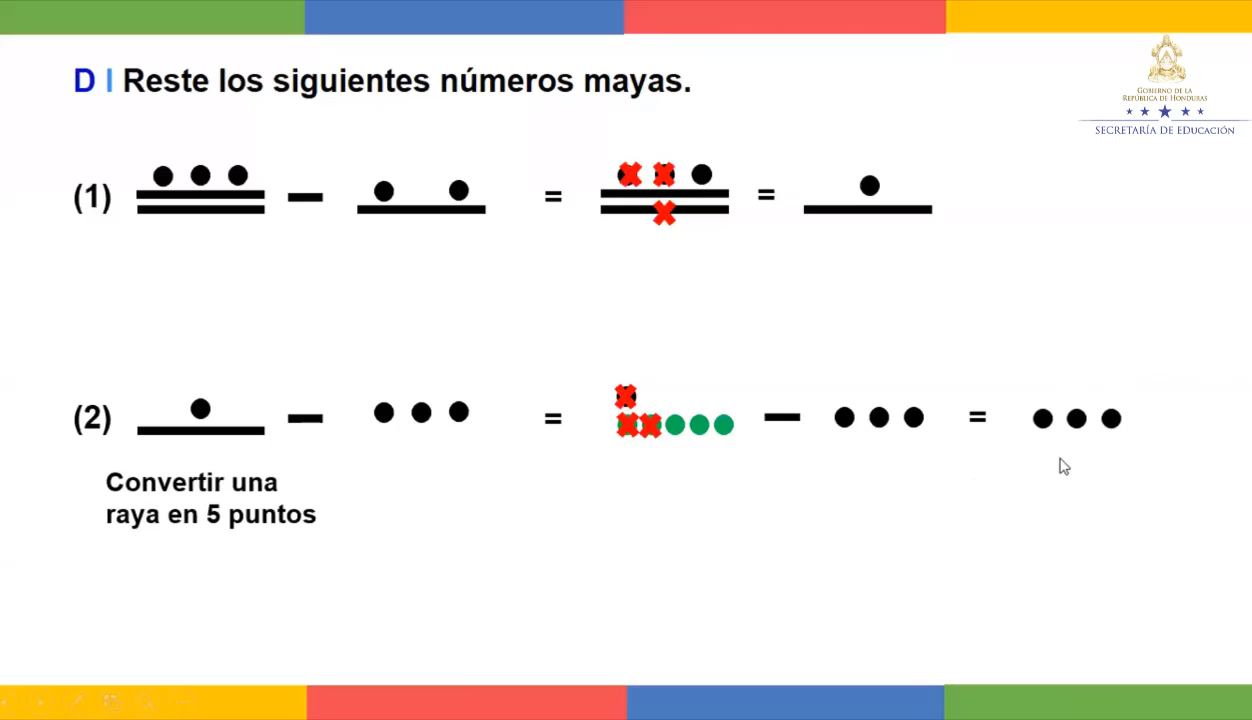 D | Reste los siguientes números mayas.
GOBIERNO DE LA
REPÚBLICA DE HONDURAS
SECRETARÍA DE EDUCACIÓN
(1) − = =
(2) − = − =
Convertir una
raya en 5 puntos